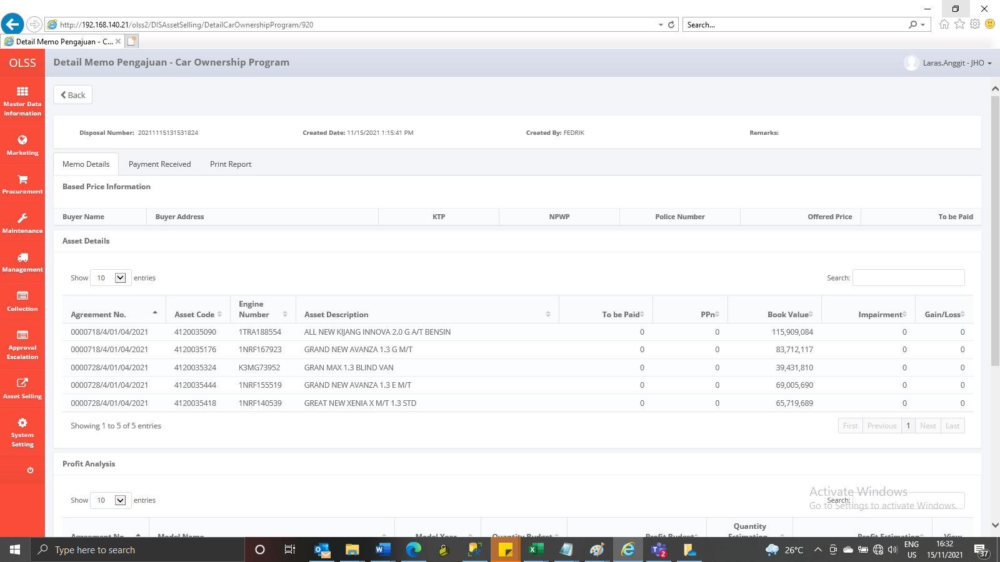 http://192.168.140.21/olss2/DISAssetSelling/DetailCarOwnershipProgram/920
Search...
Detail Memo Pengajuan - C...
OLSS
Detail Memo Pengajuan - Car Ownership Program
Laras.Anggit - JHO
Master Data
Information
Marketing
Procurement
Maintenance
Management
Collection
Approval
Escalation
Asset Selling
System
Setting
Back
Disposal Number: 20211115131531824
Created Date: 11/15/2021 1:15:41 PM
Created By: FEDRIK
Remarks:
Memo Details
Payment Received
Print Report
Based Price Information
Buyer Name Buyer Address KTP NPWP Police Number Offered Price To be Paid
Asset Details
Show 10 entries
Search:
Agreement No. Asset Code Engine Number Asset Description To be Paid PPn Book Value Impairment Gain/Loss
0000718/4/01/04/2021 4120035090 1TRA188554 ALL NEW KIJANG INNOVA 2.0 G A/T BENSIN 0 0 115,909,084 0 0
0000718/4/01/04/2021 4120035176 1NRF167923 GRAND NEW AVANZA 1.3 G M/T 0 0 83,712,117 0 0
0000728/4/01/04/2021 4120035324 K3MG73952 GRAN MAX 1.3 BLIND VAN 0 0 39,431,810 0 0
0000728/4/01/04/2021 4120035444 1NRF155519 GRAND NEW AVANZA 1.3 E M/T 0 0 69,005,690 0 0
0000728/4/01/04/2021 4120035418 1NRF140539 GREAT NEW XENIA X M/T 1.3 STD 0 0 65,719,689 0 0
Showing 1 to 5 of 5 entries
First Previous 1 Next Last
Profit Analysis
Show 10 entries
Search:
Activate Windows
Go to Settings to activate Windows.
Agreement No. Model Name Model Year Quantity Budget Profit Budget Quantity Estimation Profit Estimation View
Type here to search
2
26°C
ENG
US
16:32
15/11/2021
37